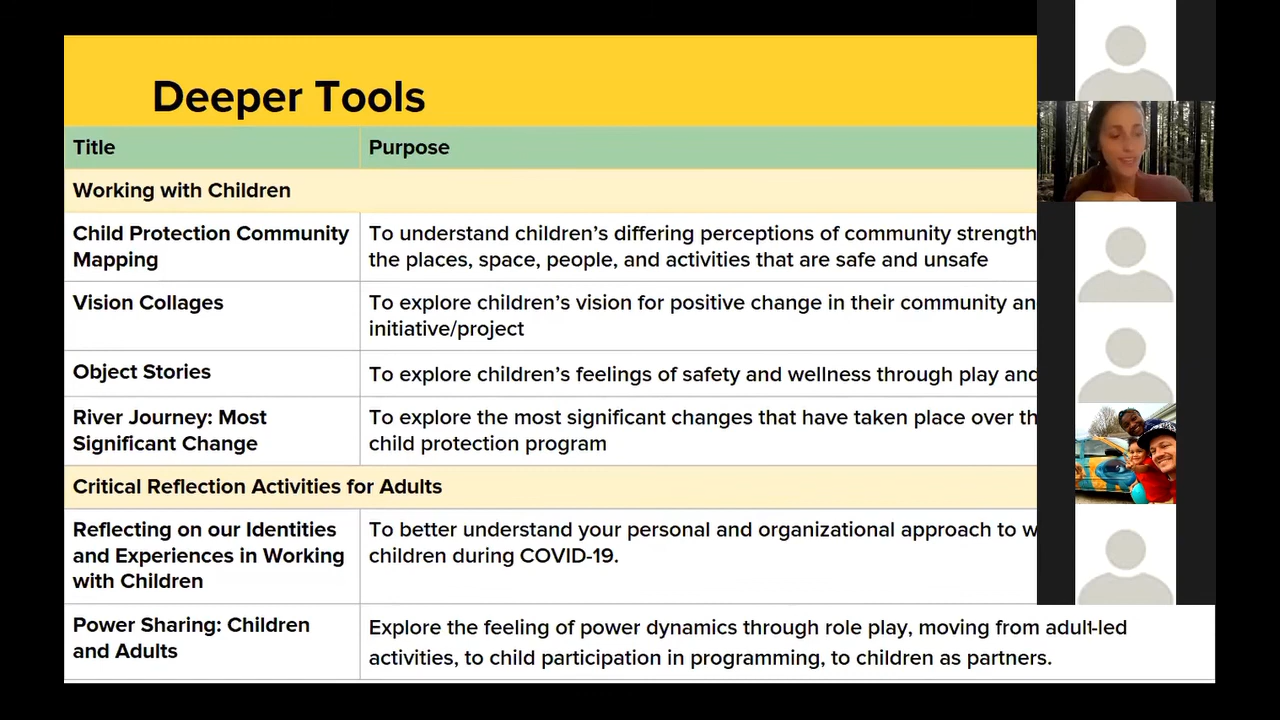 Deeper Tools
Title
Purpose
Working with Children
Child Protection Community
Mapping
To understand children's differing perceptions of community strength
the places, space, people, and activities that are safe and unsafe
Vision Collages
To explore children's vision for positive change in their community an
initiative/project
Object Stories
To explore children's feelings of safety and wellness through play and
River Journey: Most
Significant Change
To explore the most significant changes that have taken place over th
child protection program
Critical Reflection Activities for Adults
Reflecting on our Identities
and Experiences in Working
with Children
To better understand your personal and organizational approach to w
children during COVID-19.
Power Sharing: Children
and Adults
Explore the feeling of power dynamics through role play, moving from adult-led
activities, to child participation in programming, to children as partners.